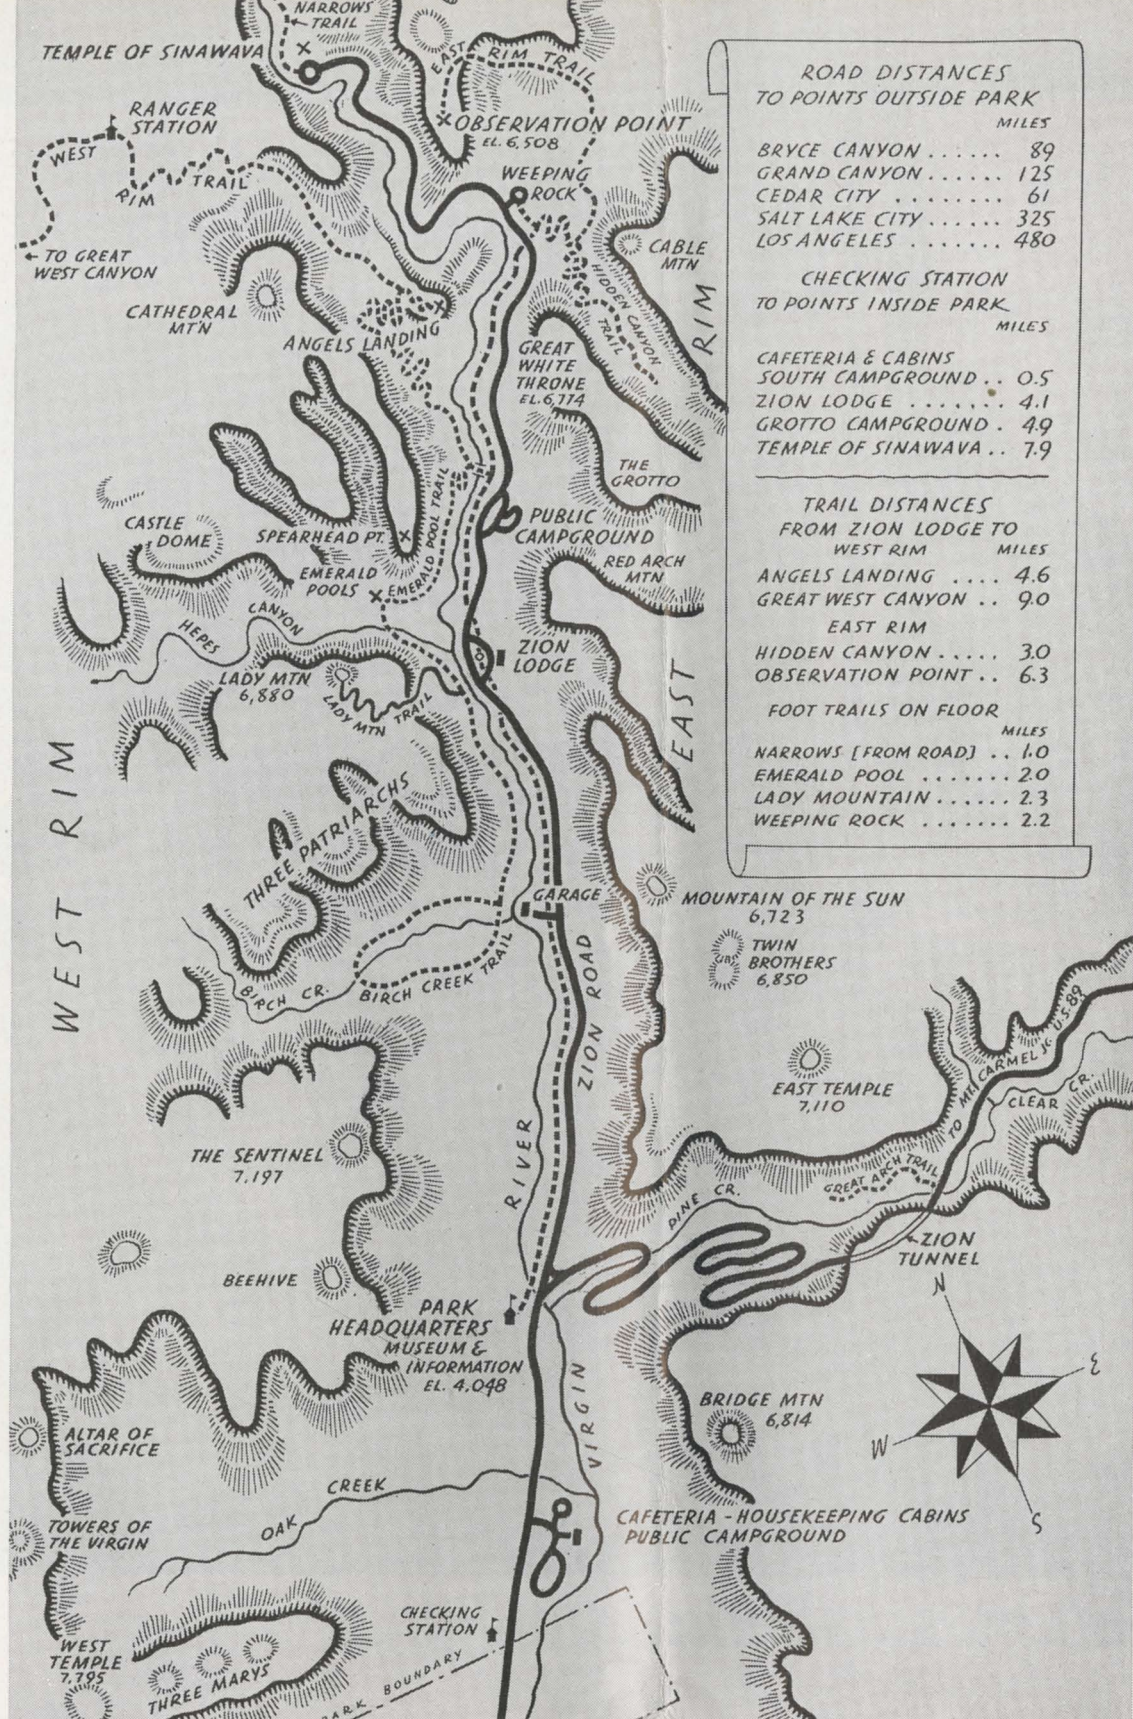 NARROWS
TRAIL
TEMPLE OF SINAWAVA
EAST RIM TRAIL
RANGER
STATION
OBSERVATION POINT
EL. 6,508
WEST RIM TRAIL
WEEPING
ROCK
← TO GREAT
WEST CANYON
CABLE
MTN
CATHEDRAL
MT'N
ANGELS LANDING
HIDDEN CANYON
TRAIL
GREAT
WHITE
THRONE
EL. 6,774
THE
GROTTO
EMERALD POOL TRAIL
CASTLE
DOME
SPEARHEAD PT.
PUBLIC
CAMPGROUND
RED ARCH
MTN
EMERALD
POOLS
HEPES CANYON
ZION
LODGE
LADY MTN
6,880
LADY MTN TRAIL
EAST RIM
WEST RIM
THREE PATRIARCHS
GARAGE
MOUNTAIN OF THE SUN
6,723
TWIN
BROTHERS
6,850
BIRCH CR.
BIRCH CREEK TRAIL
ZION ROAD
EAST TEMPLE
7,110
TO MT. CARMEL JC. U.S. 89
CLEAR CR.
THE SENTINEL
7,197
GREAT ARCH TRAIL
PINE CR.
ZION
TUNNEL
BEEHIVE
PARK
HEADQUARTERS
MUSEUM &
INFORMATION
EL. 4,048
VIRGIN RIVER
BRIDGE MTN
6,814
N
E
W
S
ALTAR OF
SACRIFICE
OAK CREEK
TOWERS OF
THE VIRGIN
CAFETERIA - HOUSEKEEPING CABINS
PUBLIC CAMPGROUND
CHECKING
STATION
WEST
TEMPLE
7,795
THREE MARYS
BOUNDARY
ROAD DISTANCES
TO POINTS OUTSIDE PARK
MILES
BRYCE CANYON ...... 89
GRAND CANYON ...... 125
CEDAR CITY ........ 61
SALT LAKE CITY ...... 325
LOS ANGELES ....... 480
CHECKING STATION
TO POINTS INSIDE PARK
MILES
CAFETERIA & CABINS
SOUTH CAMPGROUND .. 0.5
ZION LODGE ....... 4.1
GROTTO CAMPGROUND . 4.9
TEMPLE OF SINAWAVA .. 7.9
TRAIL DISTANCES
FROM ZION LODGE TO
WEST RIM MILES
ANGELS LANDING .... 4.6
GREAT WEST CANYON .. 9.0
EAST RIM
HIDDEN CANYON ..... 3.0
OBSERVATION POINT .. 6.3
FOOT TRAILS ON FLOOR
MILES
NARROWS [FROM ROAD] .. 1.0
EMERALD POOL ....... 2.0
LADY MOUNTAIN ...... 2.3
WEEPING ROCK ....... 2.2